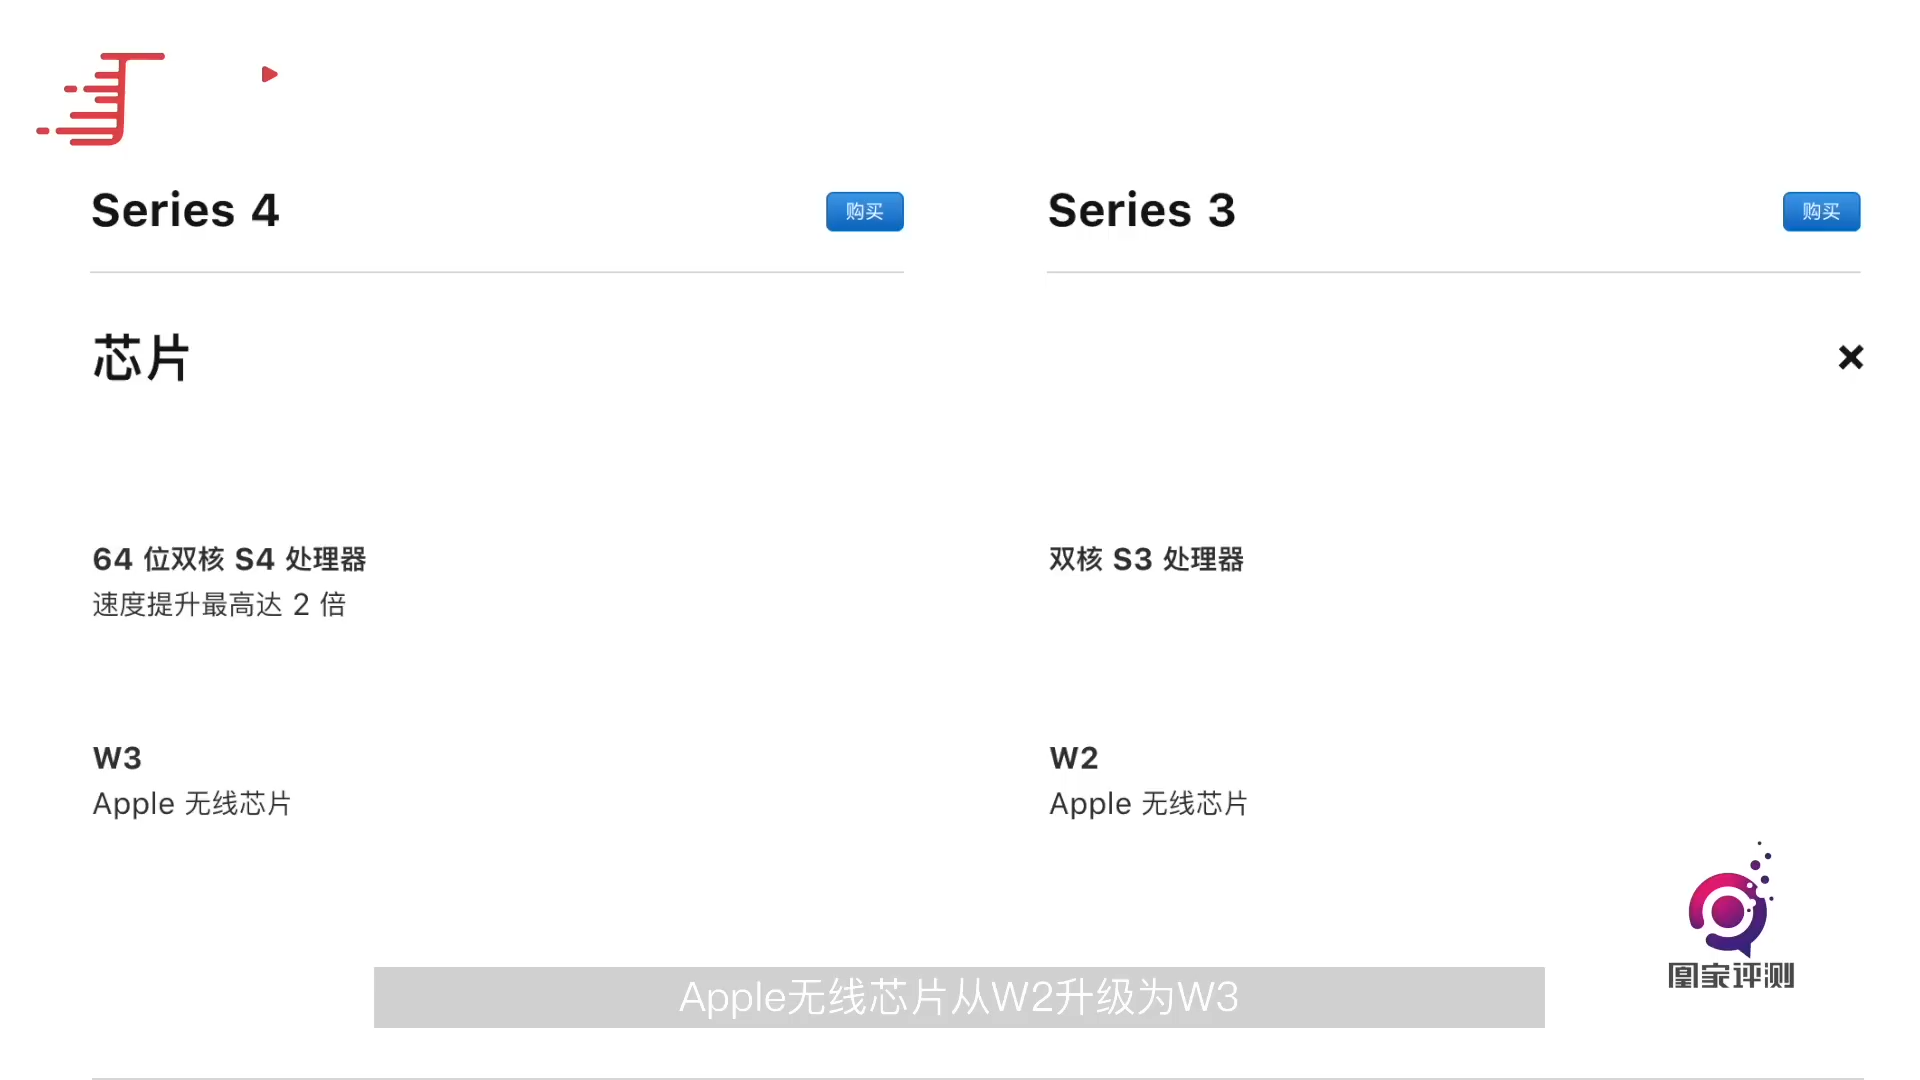 Series 4
购买
Series 3
购买
芯片
64 位双核 S4 处理器
速度提升最高达 2 倍
双核 S3 处理器
W3
Apple 无线芯片
W2
Apple 无线芯片
凰家评测
Apple无线芯片从W2升级为W3